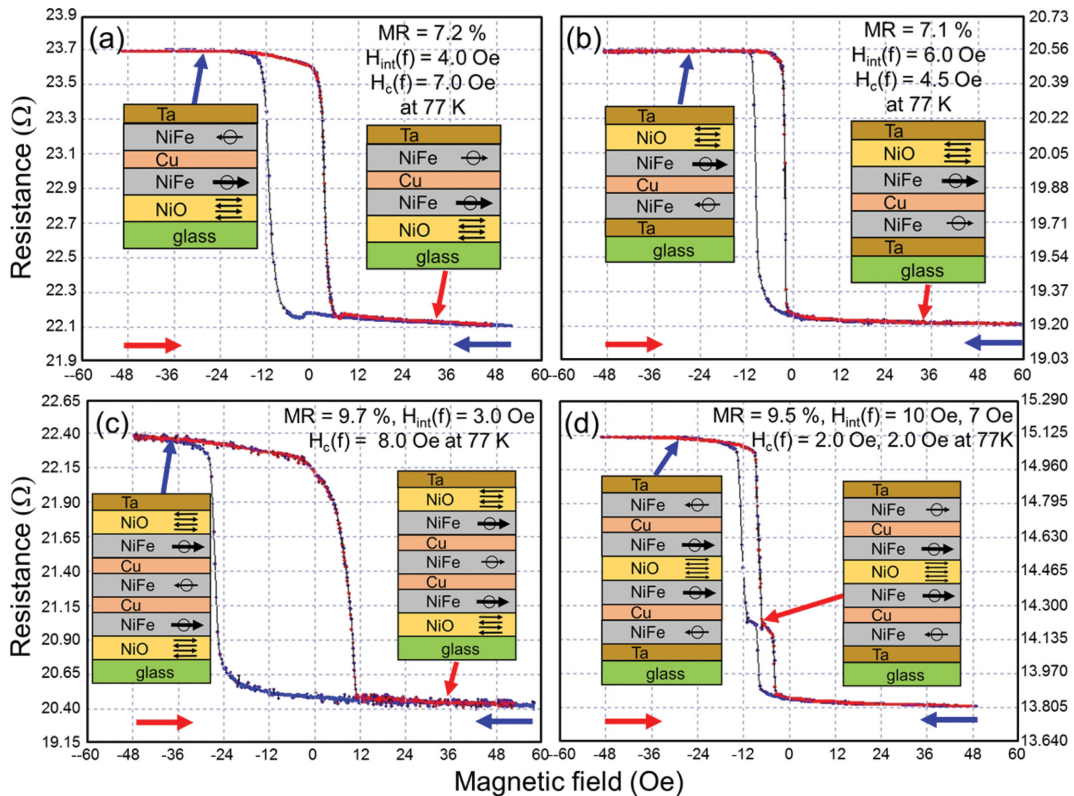 23.9
23.7
23.5
23.3
23.1
22.9
22.7
22.5
22.3
22.1
21.9
Resistance (Ω)
(a)
MR = 7.2 %
Hint(f) = 4.0 Oe
Hc(f) = 7.0 Oe
at 77 K
Ta
NiFe
Cu
NiFe
NiO
glass
Ta
NiFe
Cu
NiFe
NiO
glass
--60 -48 -36 -24 -12 0 12 24 36 48 60
(b)
MR = 7.1 %
Hint(f) = 6.0 Oe
Hc(f) = 4.5 Oe
at 77 K
Ta
NiO
NiFe
Cu
NiFe
Ta
glass
Ta
NiO
NiFe
Cu
NiFe
Ta
glass
20.73
20.56
20.39
20.22
20.05
19.88
19.71
19.54
19.37
19.20
19.03
--60 -48 -36 -24 -12 0 12 24 36 48 60
22.65
22.40
22.15
21.90
21.65
21.40
21.15
20.90
20.65
20.40
19.15
Resistance (Ω)
(c)
MR = 9.7 %, Hint(f) = 3.0 Oe
Hc(f) = 8.0 Oe at 77 K
Ta
NiO
NiFe
Cu
NiFe
Cu
NiFe
NiO
glass
Ta
NiO
NiFe
Cu
NiFe
Cu
NiFe
NiO
glass
--60 -48 -36 -24 -12 0 12 24 36 48 60
(d)
MR = 9.5 %, Hint(f) = 10 Oe, 7 Oe
Hc(f) = 2.0 Oe, 2.0 Oe at 77K
Ta
NiFe
Cu
NiFe
NiO
NiFe
Cu
NiFe
Ta
glass
Ta
NiFe
Cu
NiFe
NiO
NiFe
Cu
NiFe
Ta
glass
15.290
15.125
14.960
14.795
14.630
14.465
14.300
14.135
13.970
13.805
13.640
--60 -48 -36 -24 -12 0 12 24 36 48 60
Magnetic field (Oe)